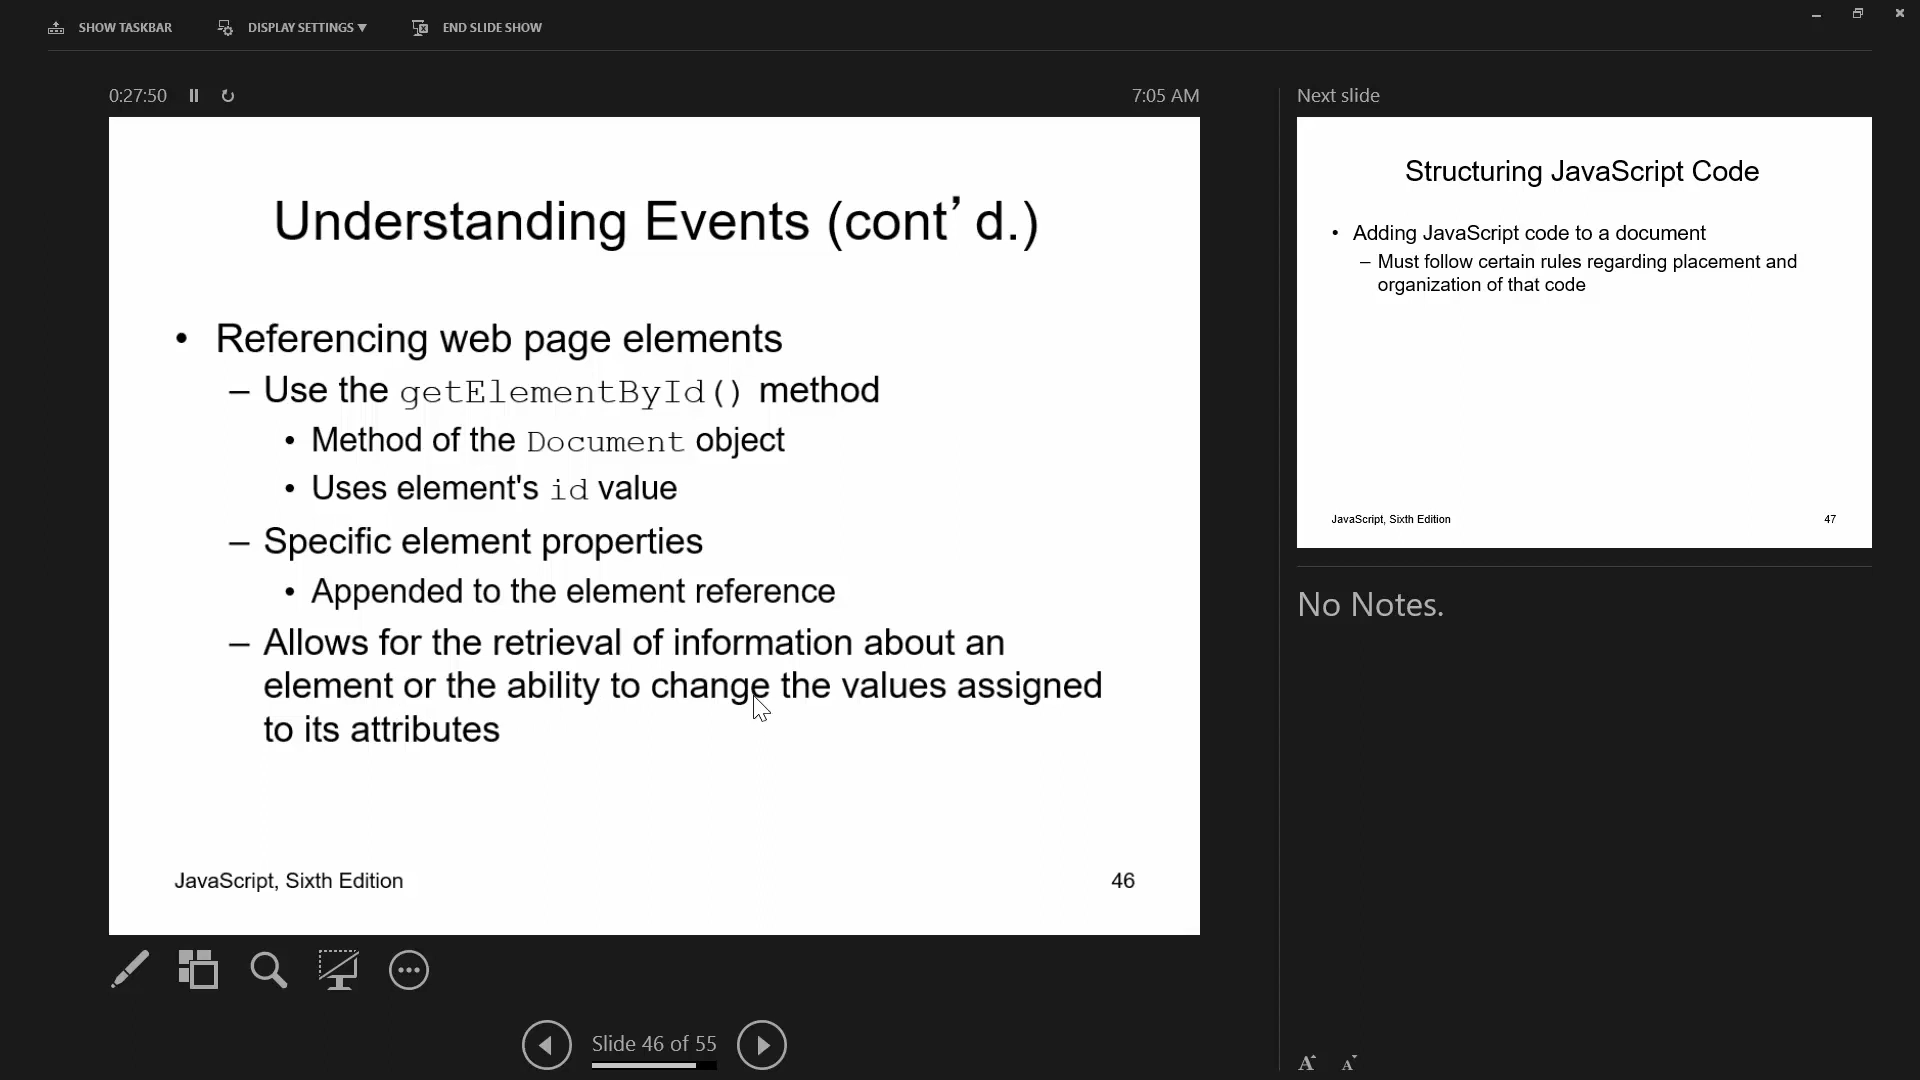 SHOW TASKBAR
DISPLAY SETTINGS
END SLIDE SHOW
0:27:50
7:05 AM
Understanding Events (cont’d.)
• Referencing web page elements
– Use the getElementById() method
• Method of the Document object
• Uses element's id value
– Specific element properties
• Appended to the element reference
– Allows for the retrieval of information about an
element or the ability to change the values assigned
to its attributes
JavaScript, Sixth Edition
46
Slide 46 of 55
Next slide
Structuring JavaScript Code
• Adding JavaScript code to a document
– Must follow certain rules regarding placement and
organization of that code
JavaScript, Sixth Edition
47
No Notes.
A A